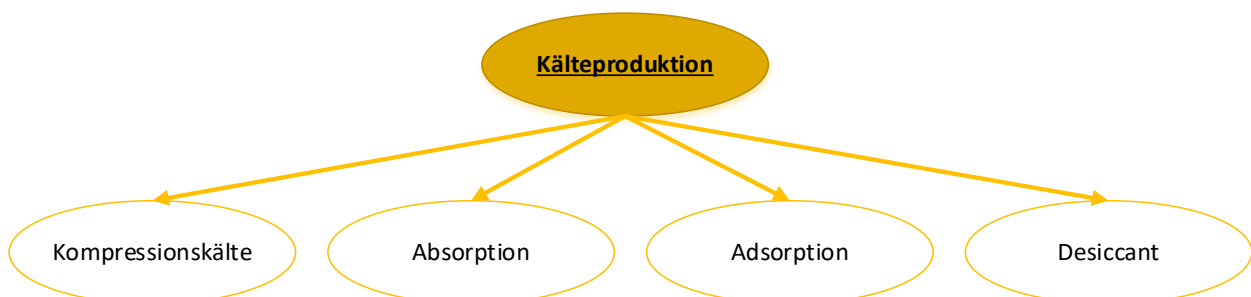 Kälteproduktion
Kompressionskälte
Absorption
Adsorption
Desiccant